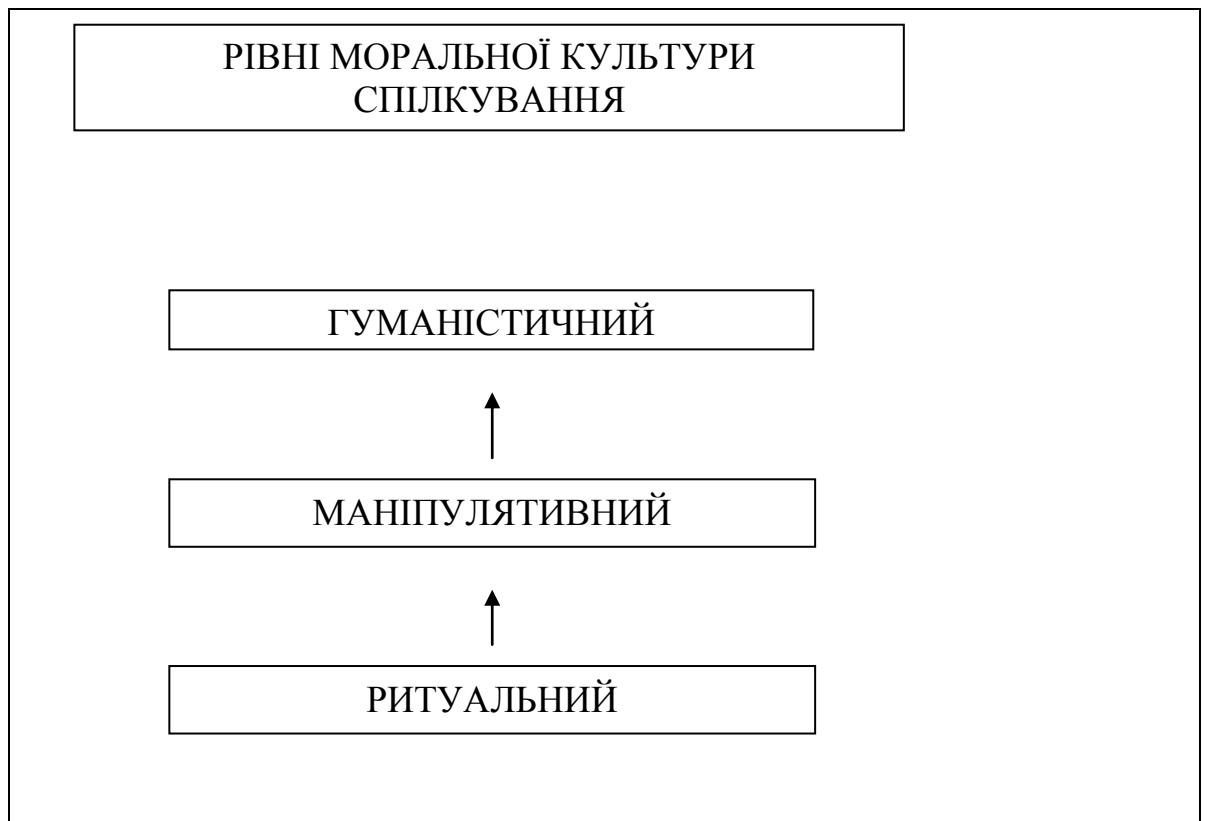 РІВНІ МОРАЛЬНОЇ КУЛЬТУРИ
СПІЛКУВАННЯ
ГУМАНІСТИЧНИЙ
МАНІПУЛЯТИВНИЙ
РИТУАЛЬНИЙ